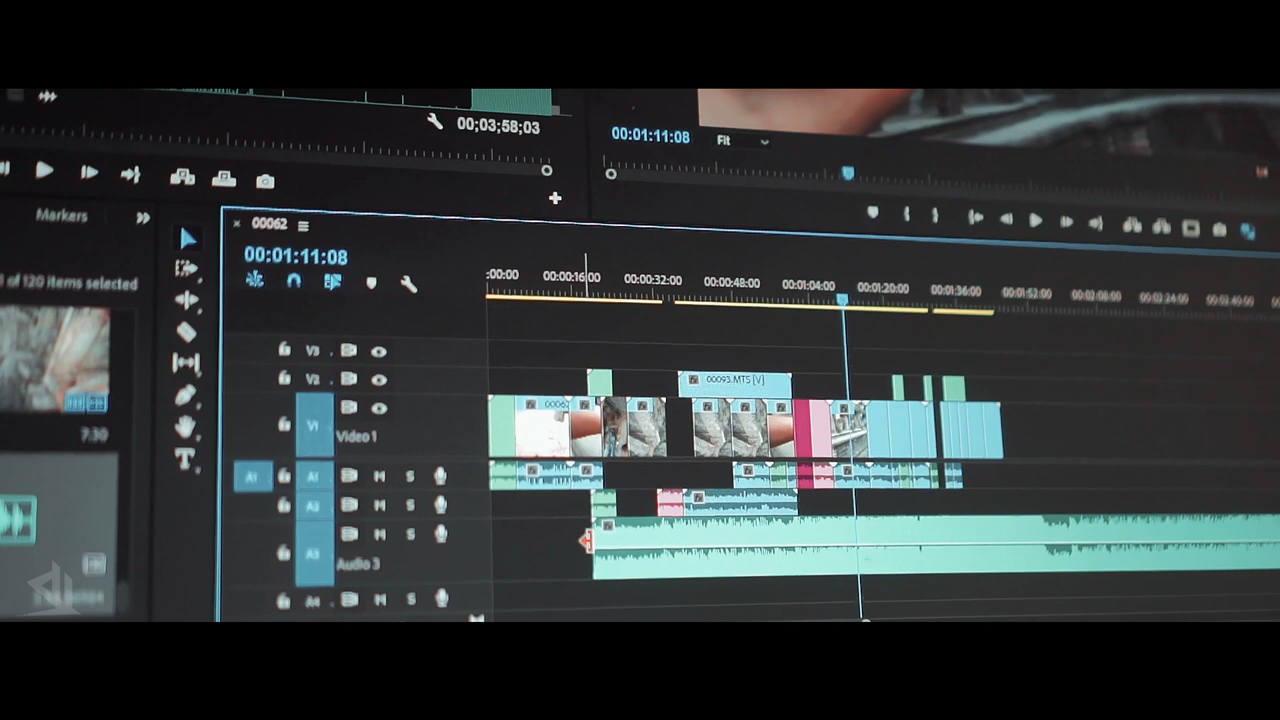 00;03;58;03
00:01:11:08
Fit
Markers
of 120 items selected
× 00062
00:01:11:08
:00:00 00:00:16:00 00:00:32:00 00:00:48:00 00:01:04:00 00:01:20:00 00:01:36:00 00:01:52:00 00:02:08:00 00:02:24:00 00:02:40:00
V3
V2
00093.MTS [V]
7:30
V1
0006
Video 1
A1 A1 M S
A2 M S
M S
A3
Audio 3
A4 M S
T